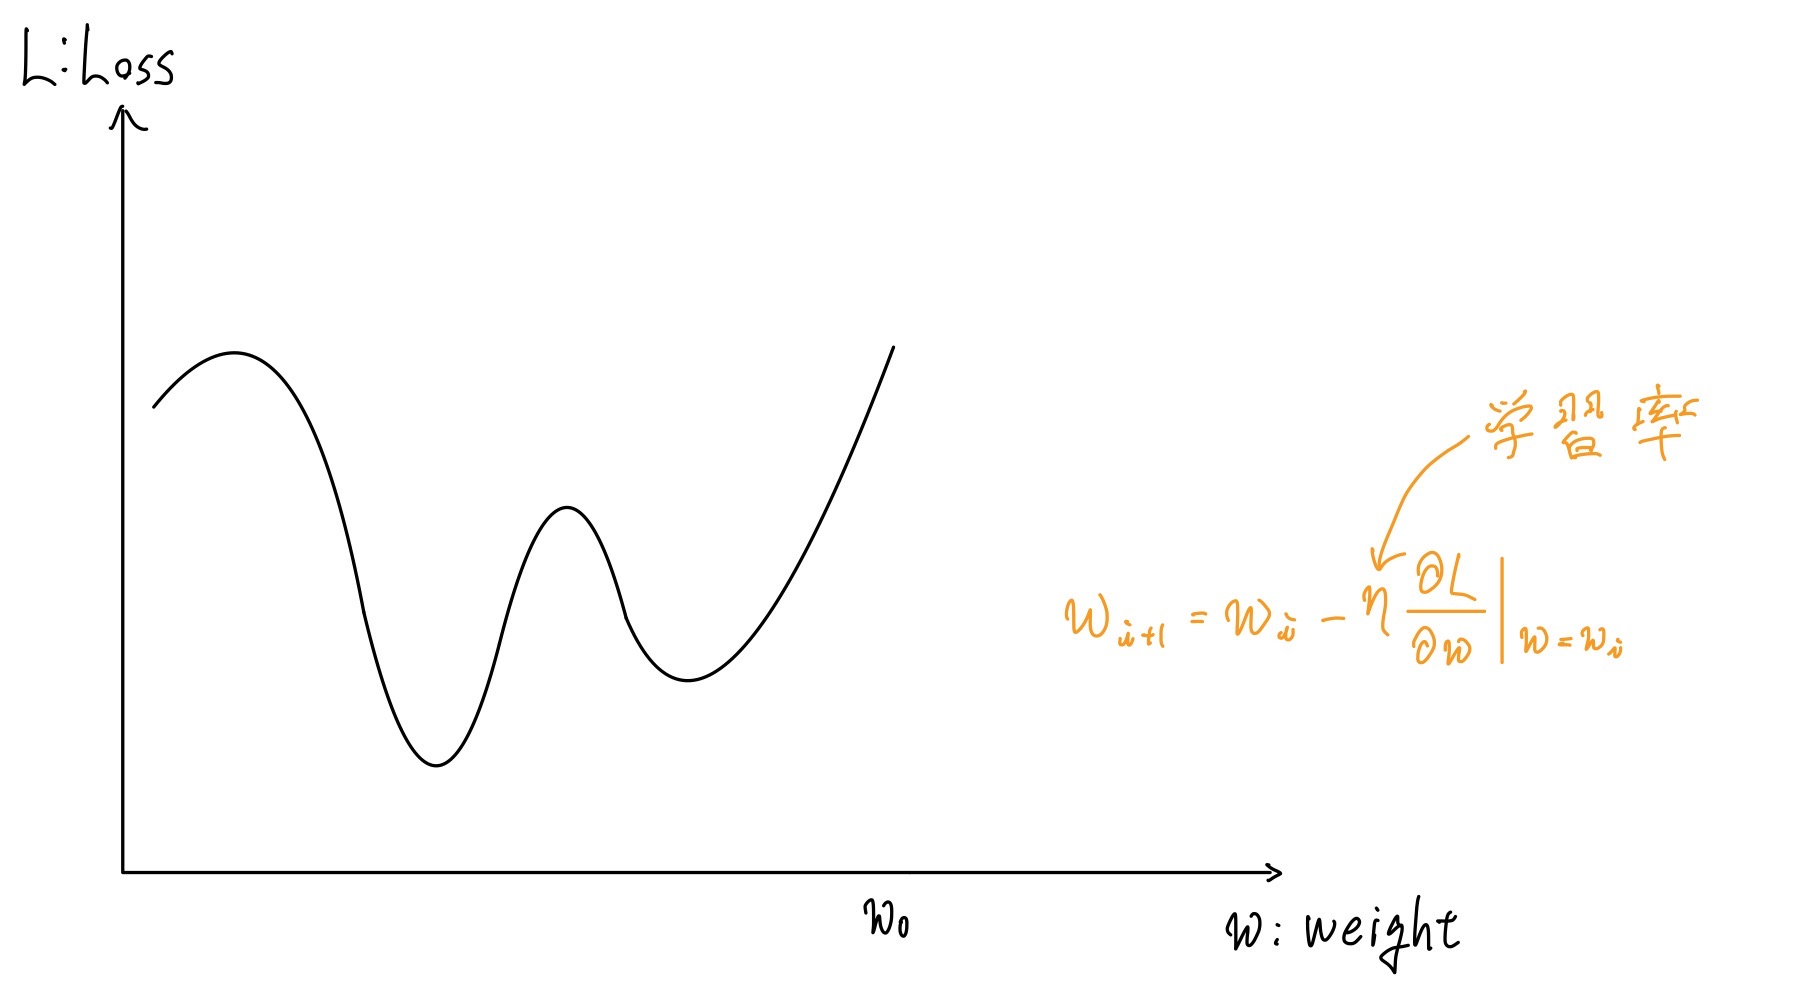 L:Loss
学習率
w_{i+1} = w_i - η ∂L/∂w |_{w=w_i}
w₀
w: weight